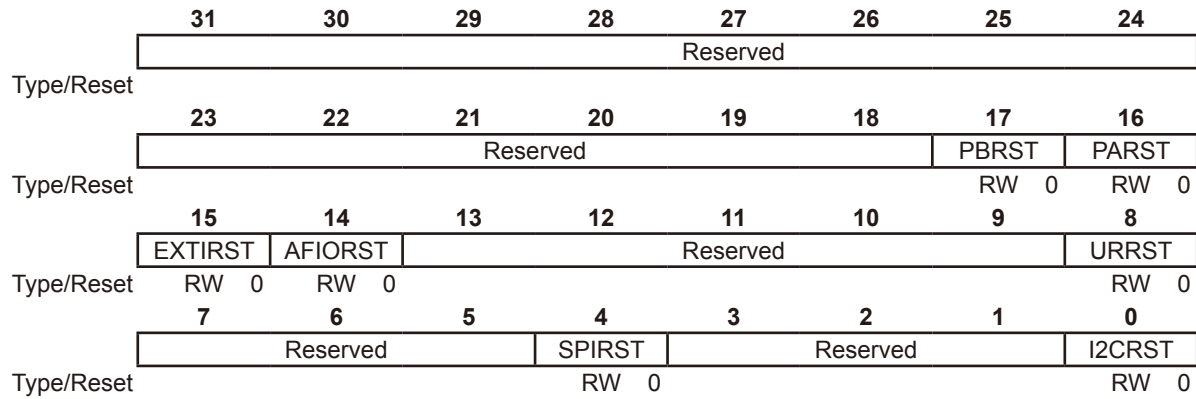 31 30 29 28 27 26 25 24
Reserved
Type/Reset
23 22 21 20 19 18 17 16
Reserved PBRST PARST
Type/Reset RW 0 RW 0
15 14 13 12 11 10 9 8
EXTIRST AFIORST Reserved URRST
Type/Reset RW 0 RW 0 RW 0
7 6 5 4 3 2 1 0
Reserved SPIRST Reserved I2CRST
Type/Reset RW 0 RW 0